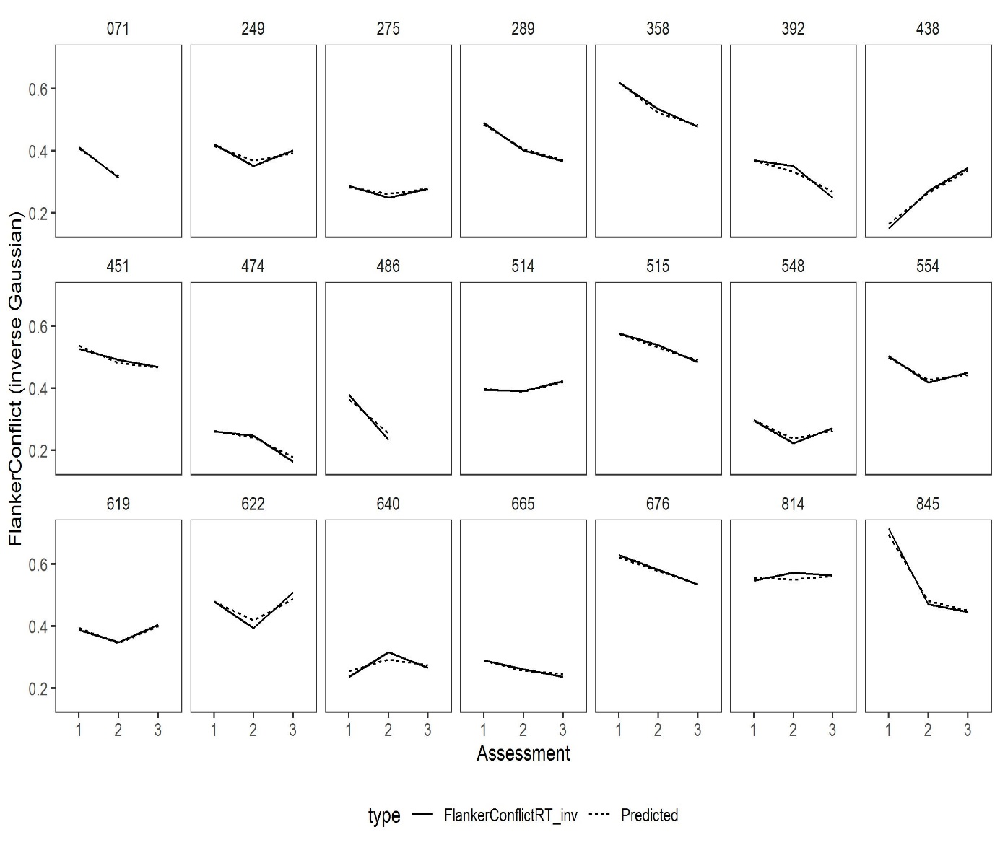 071 249 275 289 358 392 438
0.6
0.4
0.2
451 474 486 514 515 548 554
0.6
0.4
0.2
619 622 640 665 676 814 845
0.6
0.4
0.2
FlankerConflict (inverse Gaussian)
1 2 3 1 2 3 1 2 3 1 2 3 1 2 3 1 2 3 1 2 3
Assessment
type FlankerConflictRT_inv Predicted